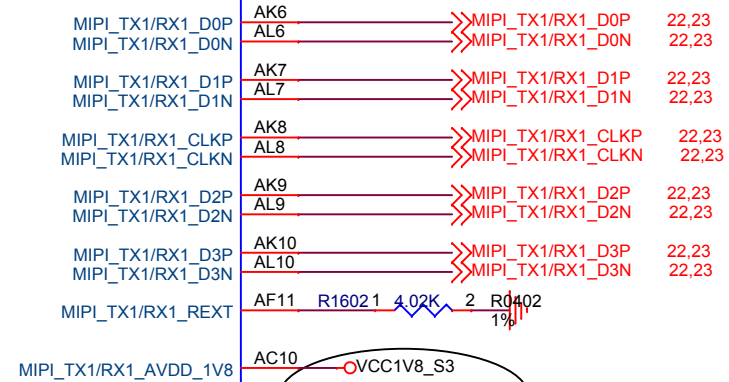 MIPI_TX1/RX1_D0P AK6 MIPI_TX1/RX1_D0P 22,23
MIPI_TX1/RX1_D0N AL6 MIPI_TX1/RX1_D0N 22,23
MIPI_TX1/RX1_D1P AK7 MIPI_TX1/RX1_D1P 22,23
MIPI_TX1/RX1_D1N AL7 MIPI_TX1/RX1_D1N 22,23
MIPI_TX1/RX1_CLKP AK8 MIPI_TX1/RX1_CLKP 22,23
MIPI_TX1/RX1_CLKN AL8 MIPI_TX1/RX1_CLKN 22,23
MIPI_TX1/RX1_D2P AK9 MIPI_TX1/RX1_D2P 22,23
MIPI_TX1/RX1_D2N AL9 MIPI_TX1/RX1_D2N 22,23
MIPI_TX1/RX1_D3P AK10 MIPI_TX1/RX1_D3P 22,23
MIPI_TX1/RX1_D3N AL10 MIPI_TX1/RX1_D3N 22,23
MIPI_TX1/RX1_REXT AF11 R1602 1 4.02K 2 R0402
1%
MIPI_TX1/RX1_AVDD_1V8 AC10 VCC1V8_S3